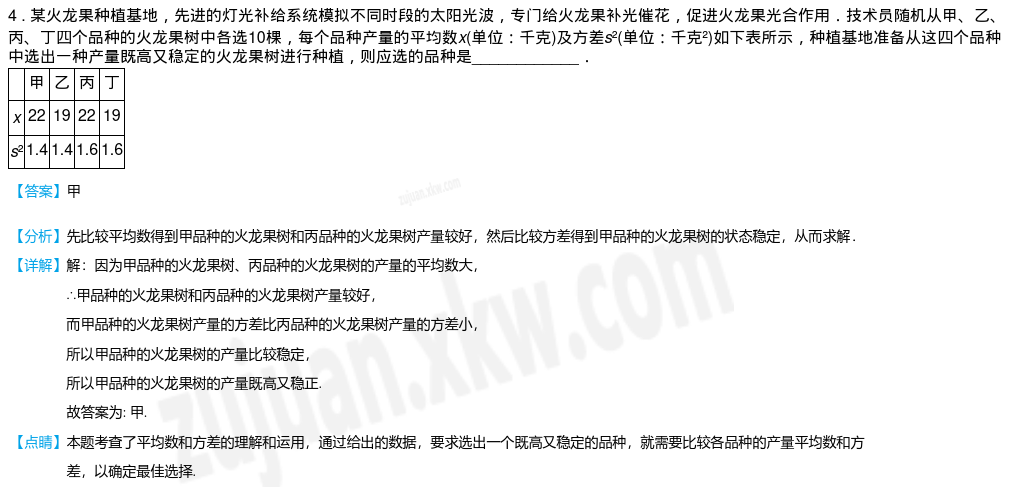 4．某火龙果种植基地，先进的灯光补给系统模拟不同时段的太阳光波，专门给火龙果补光催花，促进火龙果光合作用．技术员随机从甲、乙、
丙、丁四个品种的火龙果树中各选10棵，每个品种产量的平均数x(单位：千克)及方差s²(单位：千克²)如下表所示，种植基地准备从这四个品种
中选出一种产量既高又稳定的火龙果树进行种植，则应选的品种是_____________．
甲 乙 丙 丁
x 22 19 22 19
s² 1.4 1.4 1.6 1.6
【答案】甲
zujuan.xkw.com
【分析】先比较平均数得到甲品种的火龙果树和丙品种的火龙果树产量较好，然后比较方差得到甲品种的火龙果树的状态稳定，从而求解．
【详解】解：因为甲品种的火龙果树、丙品种的火龙果树的产量的平均数大，
∴甲品种的火龙果树和丙品种的火龙果树产量较好，
而甲品种的火龙果树产量的方差比丙品种的火龙果树产量的方差小，
所以甲品种的火龙果树的产量比较稳定，
所以甲品种的火龙果树的产量既高又稳正.
故答案为: 甲.
zujuan.xkw.com
【点睛】本题考查了平均数和方差的理解和运用，通过给出的数据，要求选出一个既高又稳定的品种，就需要比较各品种的产量平均数和方
差，以确定最佳选择.